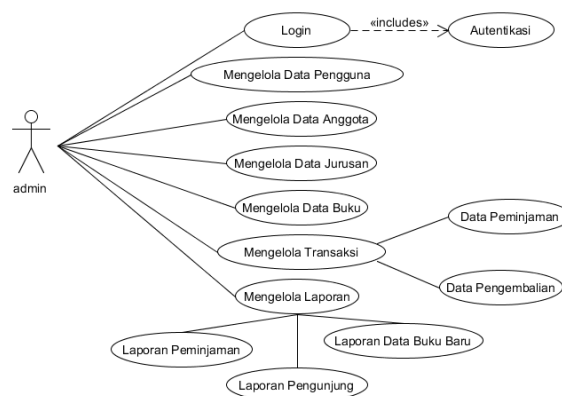 Login
«includes»
Autentikasi
Mengelola Data Pengguna
Mengelola Data Anggota
admin
Mengelola Data Jurusan
Mengelola Data Buku
Data Peminjaman
Mengelola Transaksi
Data Pengembalian
Mengelola Laporan
Laporan Peminjaman
Laporan Data Buku Baru
Laporan Pengunjung